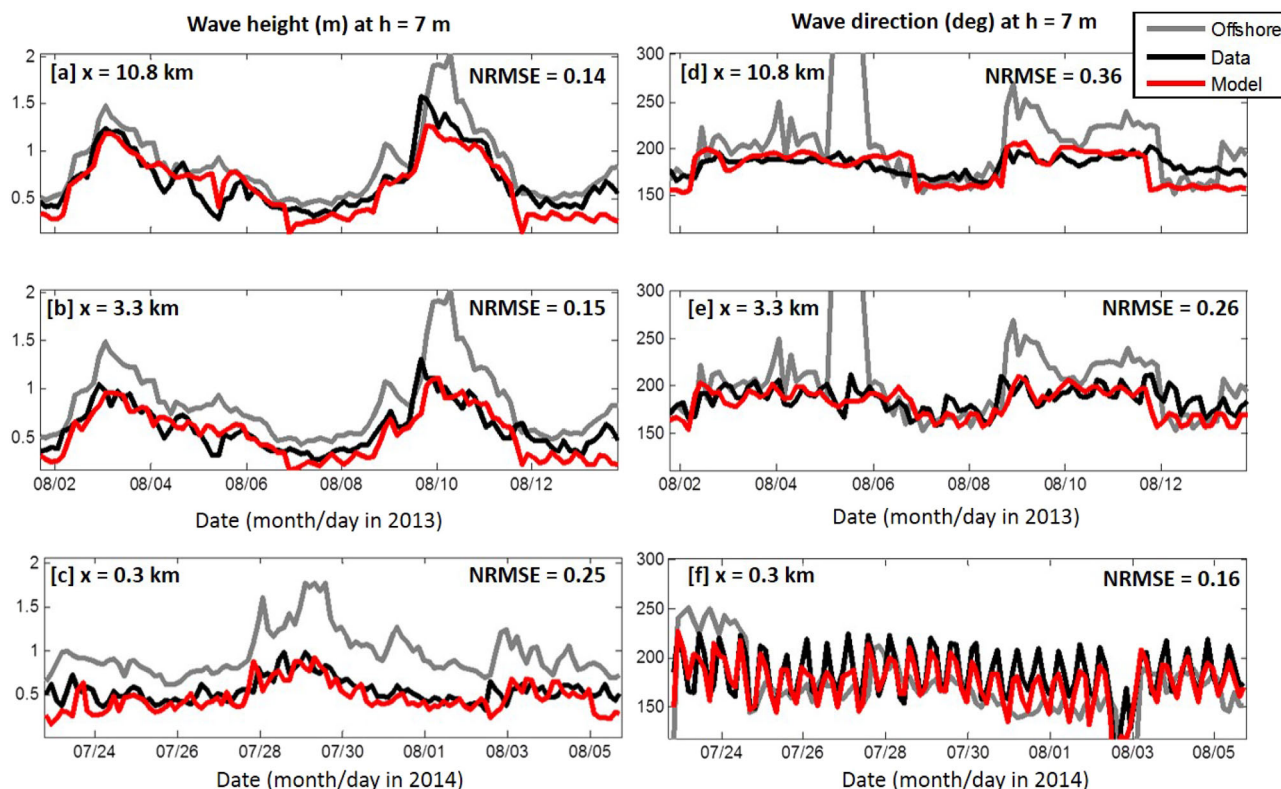 Wave height (m) at h = 7 m
Wave direction (deg) at h = 7 m
Offshore
Data
Model
[a] x = 10.8 km
NRMSE = 0.14
2
1.5
1
0.5
[d] x = 10.8 km
NRMSE = 0.36
300
250
200
150
[b] x = 3.3 km
NRMSE = 0.15
2
1.5
1
0.5
08/02
08/04
08/06
08/08
08/10
08/12
Date (month/day in 2013)
[e] x = 3.3 km
NRMSE = 0.26
300
250
200
150
08/02
08/04
08/06
08/08
08/10
08/12
Date (month/day in 2013)
[c] x = 0.3 km
NRMSE = 0.25
2
1.5
1
0.5
07/24
07/26
07/28
07/30
08/01
08/03
08/05
Date (month/day in 2014)
[f] x = 0.3 km
NRMSE = 0.16
300
250
200
150
07/24
07/26
07/28
07/30
08/01
08/03
08/05
Date (month/day in 2014)